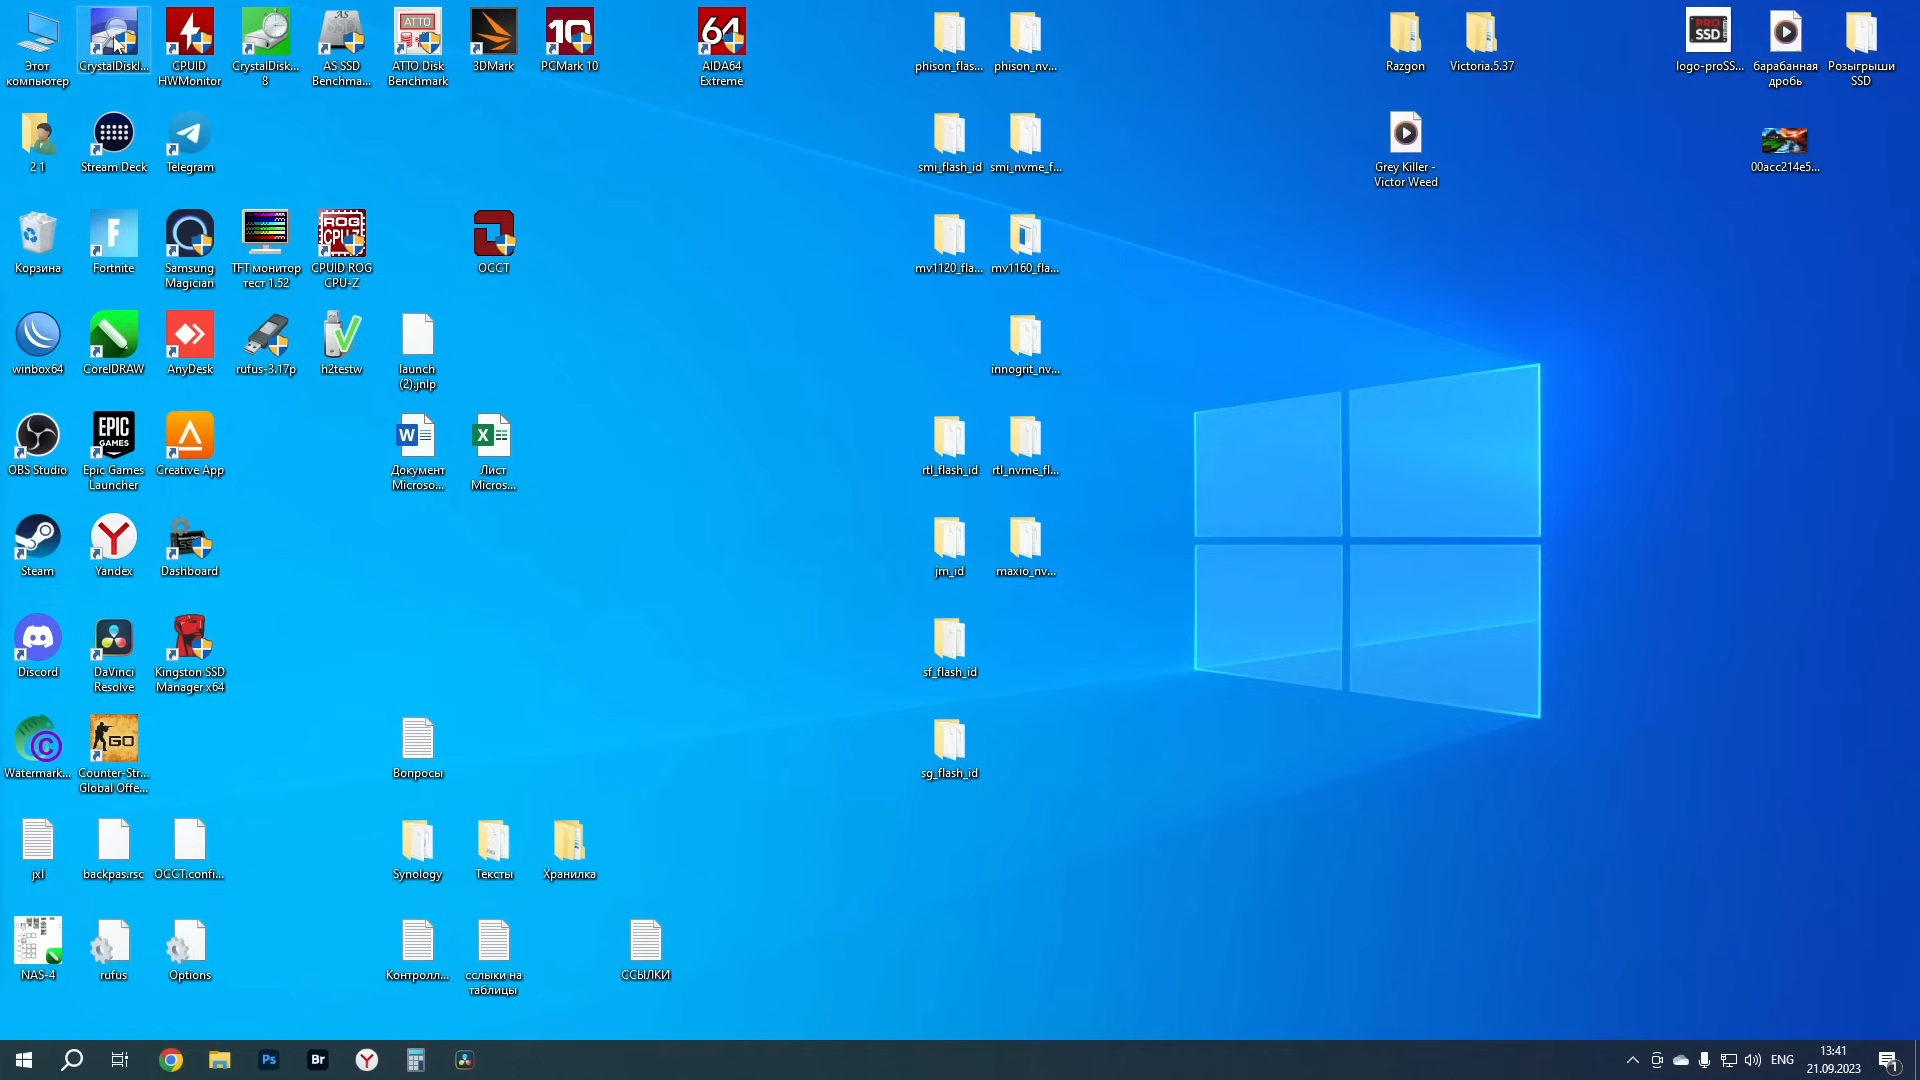 Этот
компьютер
CrystalDiskI...
CPUID
HWMonitor
CrystalDisk...
8
AS SSD
Benchma...
ATTO Disk
Benchmark
3DMark
PCMark 10
AIDA64
Extreme
phison_flas...
phison_nv...
Razgon
Victoria.5.37
logo-proSS...
барабанная
дробь
Розыгрыши
SSD
2 1
Stream Deck
Telegram
smi_flash_id
smi_nvme_f...
Grey Killer -
Victor Weed
00acc214e5...
Корзина
Fortnite
Samsung
Magician
TFT монитор
тест 1.52
CPUID ROG
CPU-Z
OCCT
mv1120_fla...
mv1160_fla...
winbox64
CorelDRAW
AnyDesk
rufus-3.17p
h2testw
launch
(2).jnlp
innogrit_nv...
OBS Studio
Epic Games
Launcher
Creative App
Документ
Microso...
Лист
Micros...
rtl_flash_id
rtl_nvme_fl...
Steam
Yandex
Dashboard
jm_id
maxio_nv...
Discord
DaVinci
Resolve
Kingston SSD
Manager x64
sf_flash_id
Watermark...
Counter-Str...
Global Offe...
Вопросы
sg_flash_id
jxl
backpas.rsc
OCCT.confi...
Synology
Тексты
Хранилка
NAS-4
rufus
Options
Контролл...
сслыки на
таблицы
ССЫЛКИ
Ps
Br
ENG
13:41
21.09.2023
1